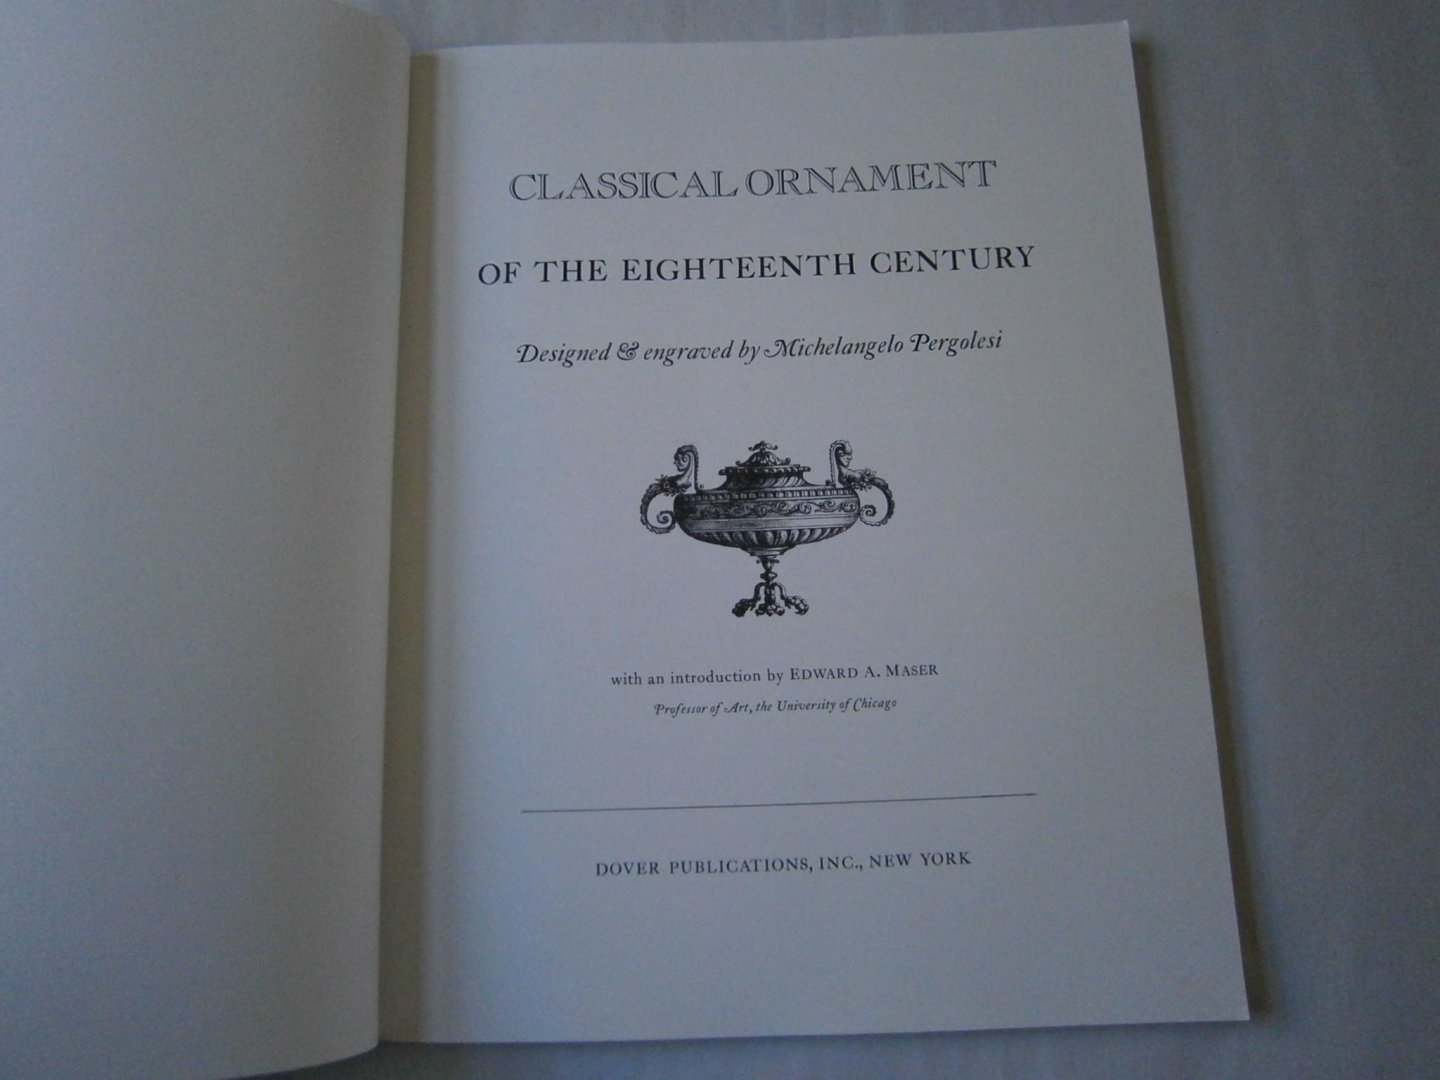 CLASSICAL ORNAMENT
OF THE EIGHTEENTH CENTURY
Designed & engraved by Michelangelo Pergolesi
with an introduction by EDWARD A. MASER
Professor of Art, the University of Chicago
DOVER PUBLICATIONS, INC., NEW YORK